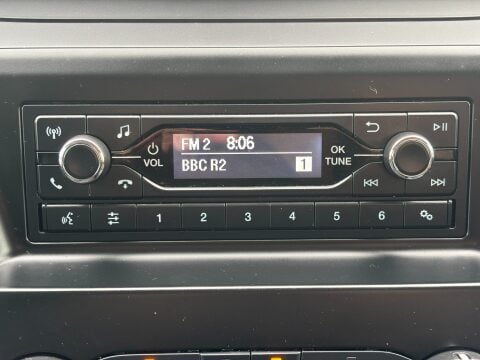 FM 2 8:06
BBC R2 1
VOL
OK
TUNE
1 2 3 4 5 6